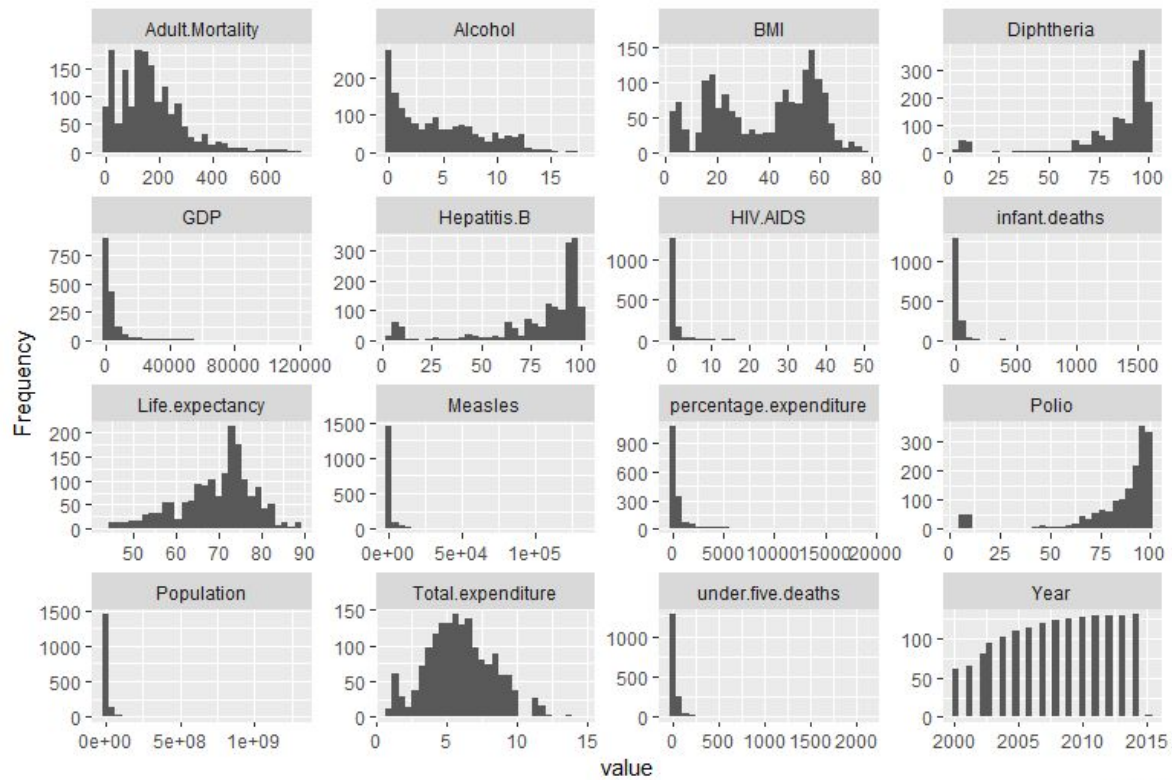 Adult.Mortality Alcohol BMI Diphtheria
150 100 50 0
200 100 0
150 100 50 0
300 200 100 0
0 200 400 600
0 5 10 15
0 20 40 60 80
0 25 50 75 100
GDP Hepatitis.B HIV.AIDS infant.deaths
750 500 250 0
300 200 100 0
1000 500 0
1000 500 0
0 40000 80000 120000
0 25 50 75 100
0 10 20 30 40 50
0 500 1000 1500
Frequency
Life.expectancy Measles percentage.expenditure Polio
200 150 100 50 0
1500 1000 500 0
900 600 300 0
300 200 100 0
50 60 70 80 90
0e+00 5e+04 1e+05
0 5000 10000 15000 20000
0 25 50 75 100
Population Total.expenditure under.five.deaths Year
1500 1000 500 0
150 100 50 0
1000 500 0
100 50 0
0e+00 5e+08 1e+09
0 5 10 15
0 500 1000 1500 2000
2000 2005 2010 2015
value